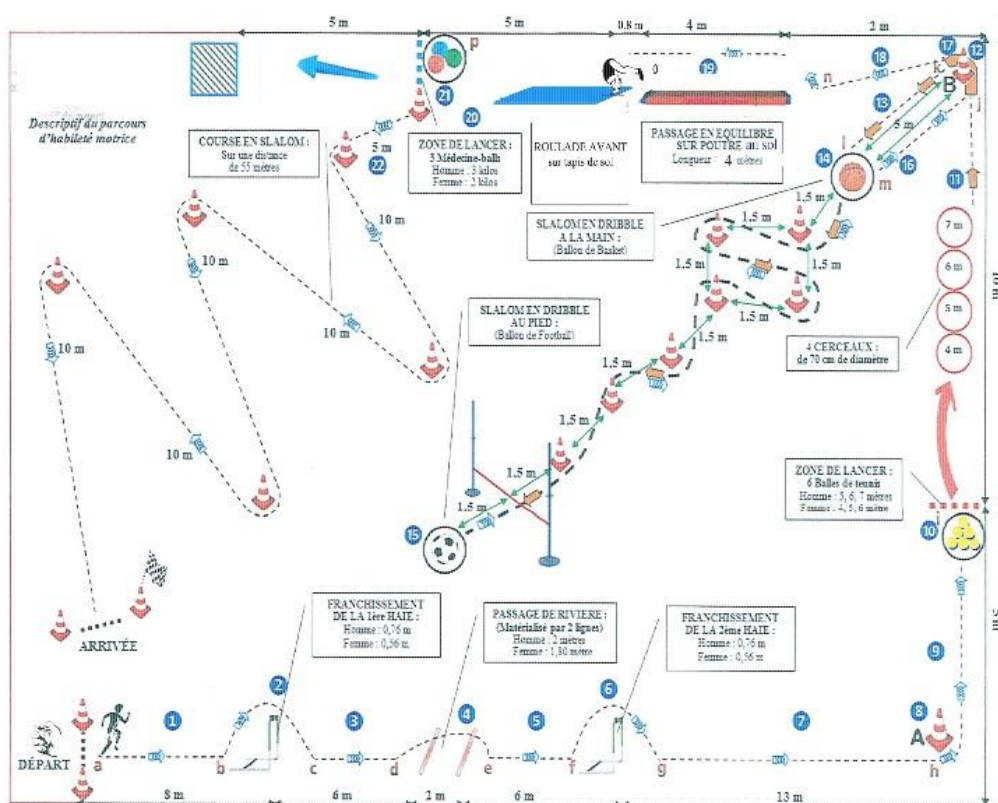 5 m 5 m 0.8 m 4 m 2 m
p
o
19
n
18
17
12
k
B
j
13
5 m
l
16
14
m
11
Descriptif du parcours
d'habileté motrice
COURSE EN SLALOM :
Sur une distance
de 55 mètres
21
20
5 m
22
ZONE DE LANCER :
3 Médecine-balls
Homme : 3 kilos
Femme : 2 kilos
ROULADE AVANT
sur tapis de sol
PASSAGE EN EQUILIBRE
SUR POUTRE au sol
Longueur : 4 mètres
SLALOM EN DRIBBLE
A LA MAIN :
(Ballon de Basket)
1.5 m
1.5 m
1.5 m
1.5 m
1.5 m
1.5 m
7 m
6 m
5 m
4 m
10 m
10 m
10 m
10 m
10 m
10 m
SLALOM EN DRIBBLE
AU PIED :
(Ballon de Football)
4 CERCEAUX :
de 70 cm de diamètre
1.5 m
1.5 m
1.5 m
1.5 m
ZONE DE LANCER :
6 Balles de tennis
Homme : 5, 6, 7 mètres
Femme : 4, 5, 6 mètre
i
10
15
ARRIVÉE
FRANCHISSEMENT
DE LA 1ère HAIE :
Homme : 0,76 m
Femme : 0,56 m
PASSAGE DE RIVIERE :
(Matérialisé par 2 lignes)
Homme : 2 mètres
Femme : 1,80 mètre
FRANCHISSEMENT
DE LA 2ème HAIE :
Homme : 0,76 m
Femme : 0,56 m
5 m
9
1
2
3
4
5
6
7
8
A
DÉPART
a b c d e f g h
8 m 6 m 2 m 6 m 13 m